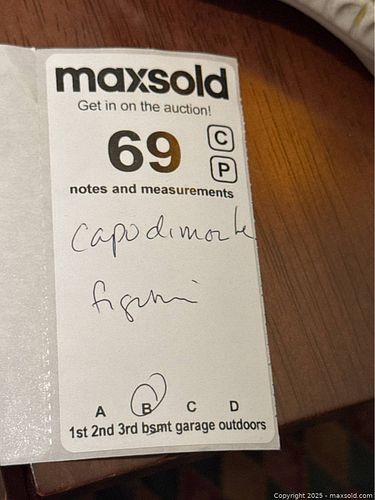 maxsold
Get in on the auction!
69 C
P
notes and measurements
capodimonte
A B C D
1st 2nd 3rd bsmt garage outdoors
Copyright 2025 - maxsold.com